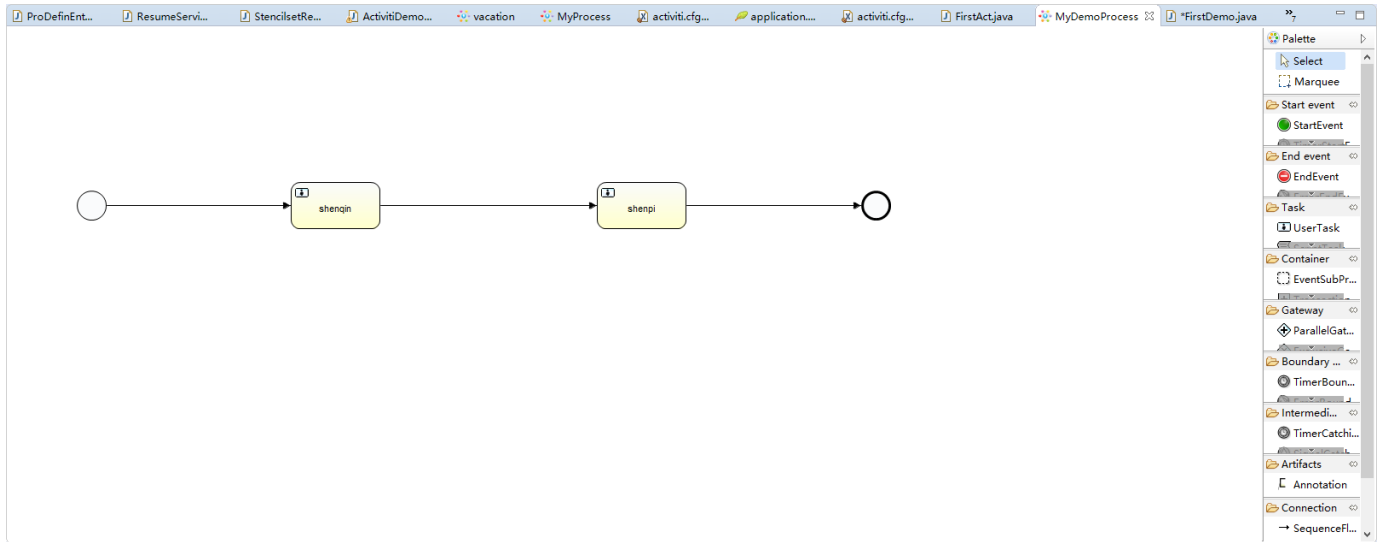 ProDefinEnt...
ResumeServi...
StencilsetRe...
ActivitiDemo...
vacation
MyProcess
activiti.cfg...
application....
activiti.cfg...
FirstAct.java
MyDemoProcess
*FirstDemo.java
»7
Palette
Select
Marquee
Start event
StartEvent
End event
EndEvent
Task
UserTask
Container
EventSubPr...
Gateway
ParallelGat...
Boundary ...
TimerBoun...
Intermedi...
TimerCatchi...
Artifacts
Annotation
Connection
SequenceFl...
shenqin
shenpi